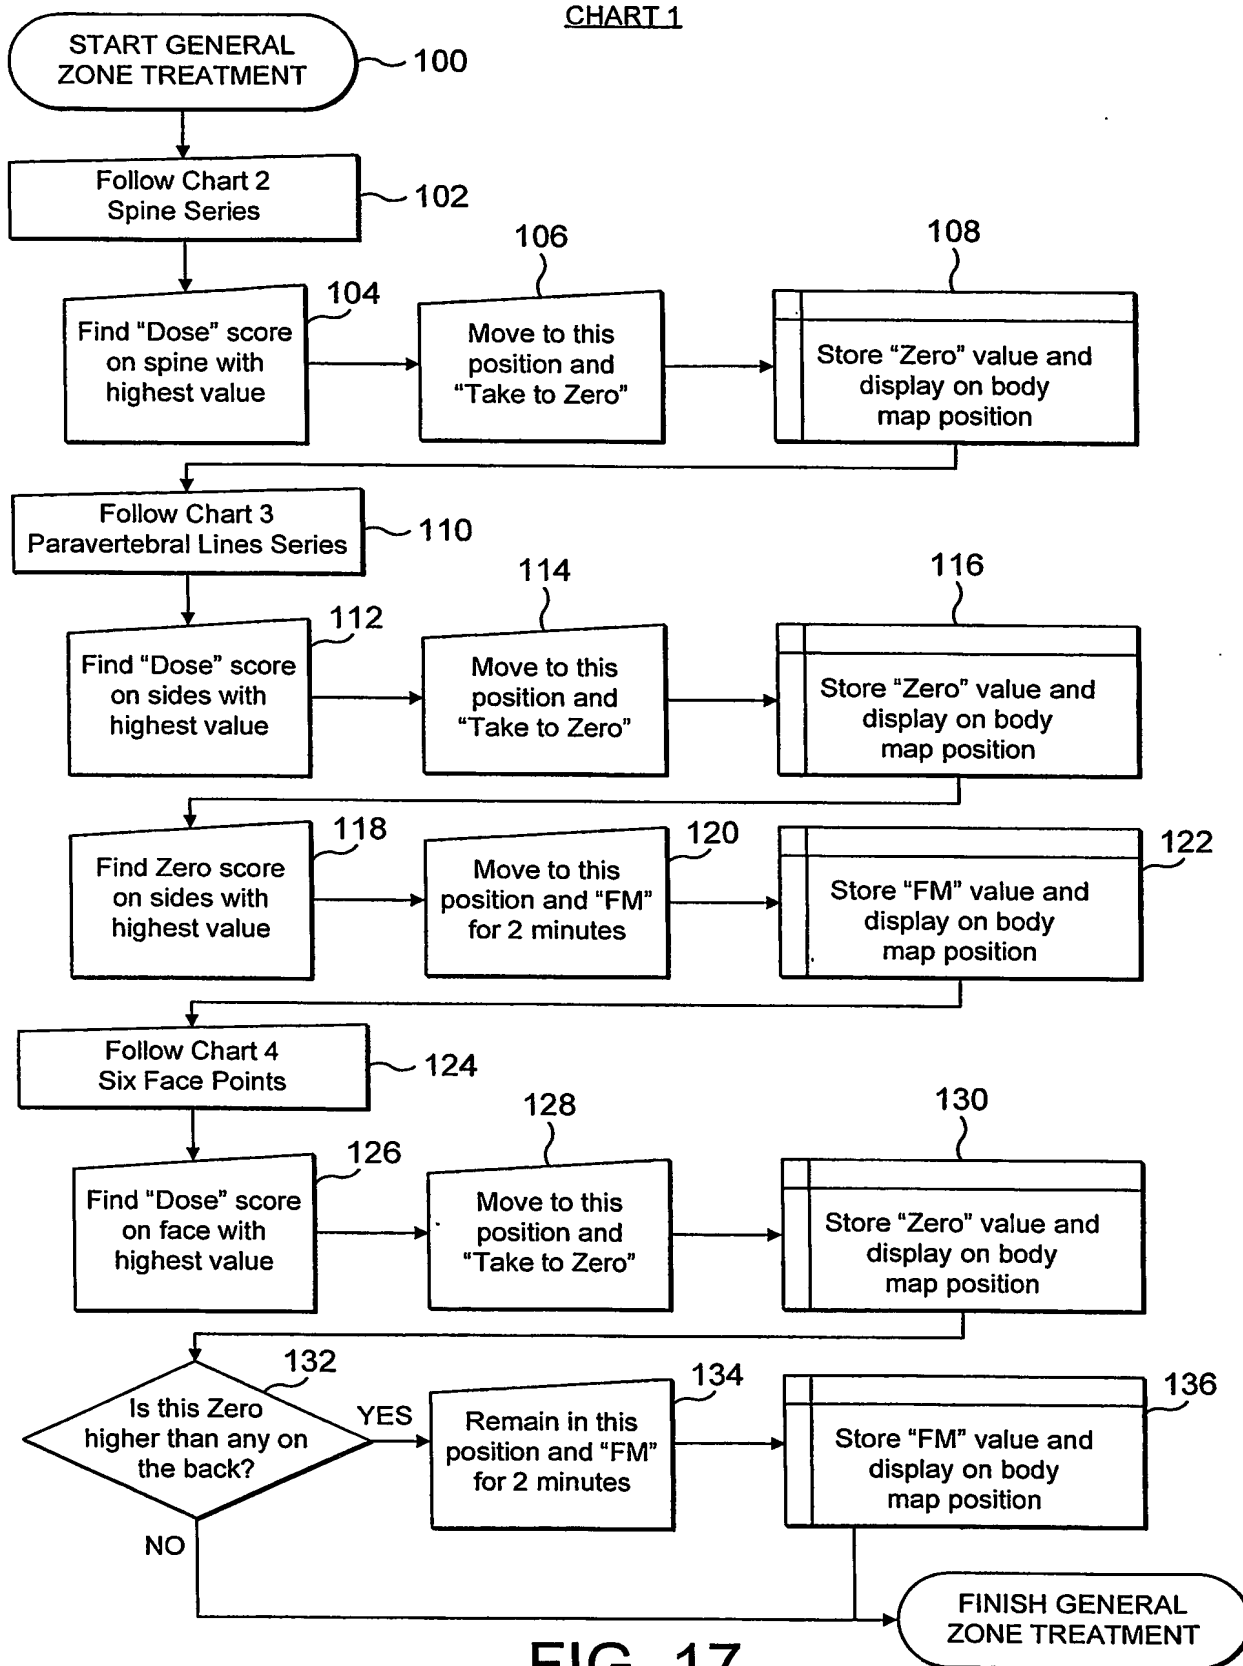 CHART 1
START GENERAL
ZONE TREATMENT
100
Follow Chart 2
Spine Series
102
104
Find “Dose” score
on spine with
highest value
106
Move to this
position and
“Take to Zero”
108
Store “Zero” value and
display on body
map position
Follow Chart 3
Paravertebral Lines Series
110
112
Find “Dose” score
on sides with
highest value
114
Move to this
position and
“Take to Zero”
116
Store “Zero” value and
display on body
map position
118
Find Zero score
on sides with
highest value
120
Move to this
position and “FM”
for 2 minutes
122
Store “FM” value and
display on body
map position
Follow Chart 4
Six Face Points
124
126
Find “Dose” score
on face with
highest value
128
Move to this
position and
“Take to Zero”
130
Store “Zero” value and
display on body
map position
132
Is this Zero
higher than any on
the back?
YES
NO
134
Remain in this
position and “FM”
for 2 minutes
136
Store “FM” value and
display on body
map position
FINISH GENERAL
ZONE TREATMENT
FIG. 17